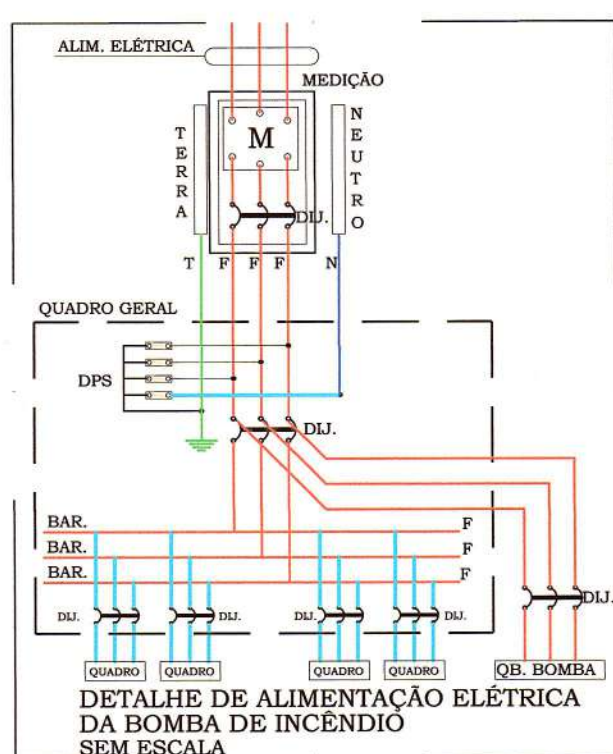 ALIM. ELÉTRICA
MEDIÇÃO
TERRA
M
NEUTRO
DIJ.
T F F F N
QUADRO GERAL
DPS
DIJ.
BAR. F
BAR. F
BAR. F
DIJ. DIJ. DIJ. DIJ. DIJ.
QUADRO QUADRO QUADRO QUADRO QB. BOMBA
DETALHE DE ALIMENTAÇÃO ELÉTRICA
DA BOMBA DE INCÊNDIO
SEM ESCALA